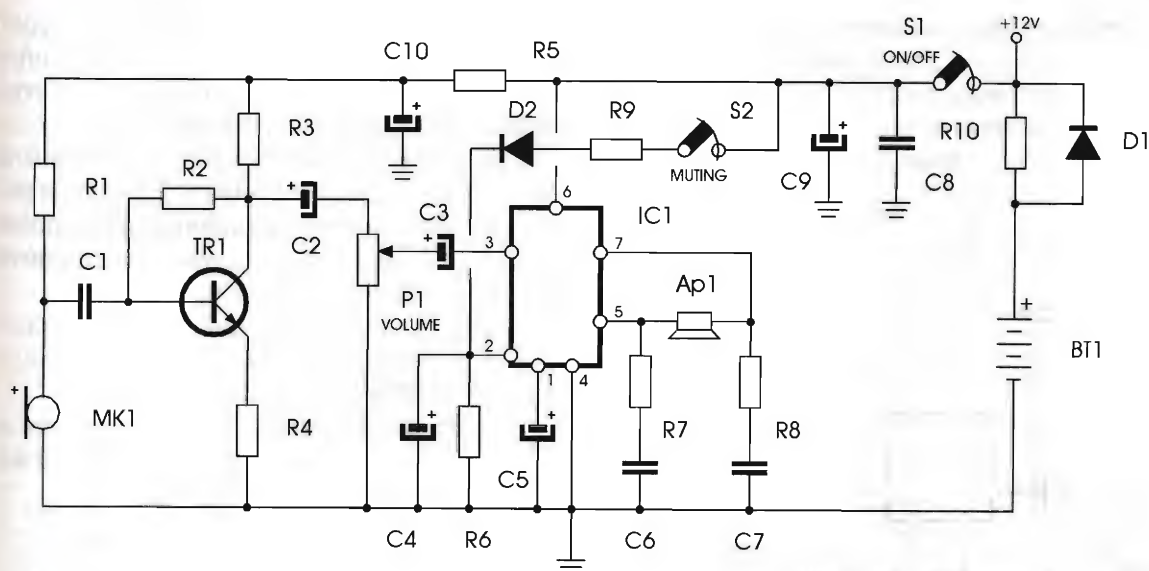 S1
+12V
C10
R5
ON/OFF
D2
R9
S2
R3
R10
D1
R2
MUTING
C9
C8
R1
6
IC1
C3
C2
3
7
TR1
C1
Ap1
P1
VOLUME
5
BT1
2
1
4
MK1
R4
R7
R8
C5
C4
R6
C6
C7
+
+
+
+
+
+
+
+